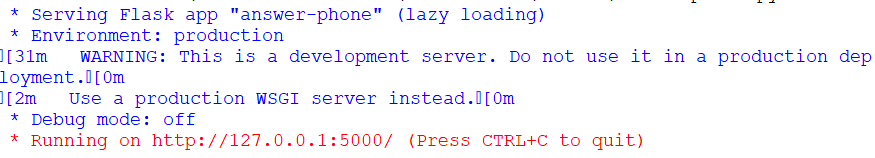 * Serving Flask app "answer-phone" (lazy loading)
* Environment: production
▯[31m   WARNING: This is a development server. Do not use it in a production dep
loyment.▯[0m
▯[2m   Use a production WSGI server instead.▯[0m
* Debug mode: off
* Running on http://127.0.0.1:5000/ (Press CTRL+C to quit)